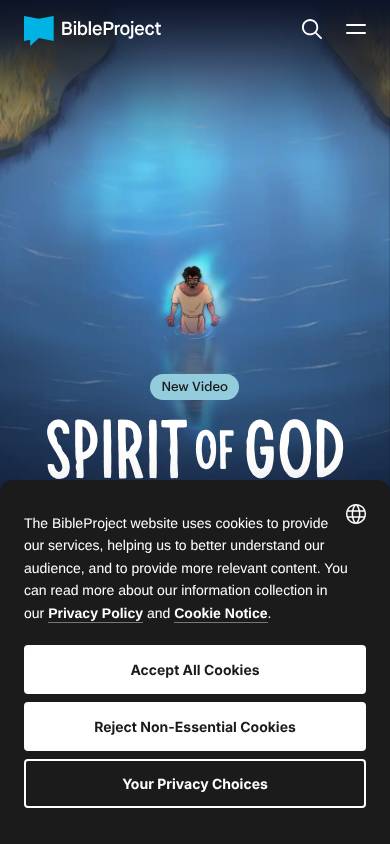 BibleProject
New Video
SPIRIT OF GOD
The BibleProject website uses cookies to provide
our services, helping us to better understand our
audience, and to provide more relevant content. You
can read more about our information collection in
our Privacy Policy and Cookie Notice.
Accept All Cookies
Reject Non-Essential Cookies
Your Privacy Choices